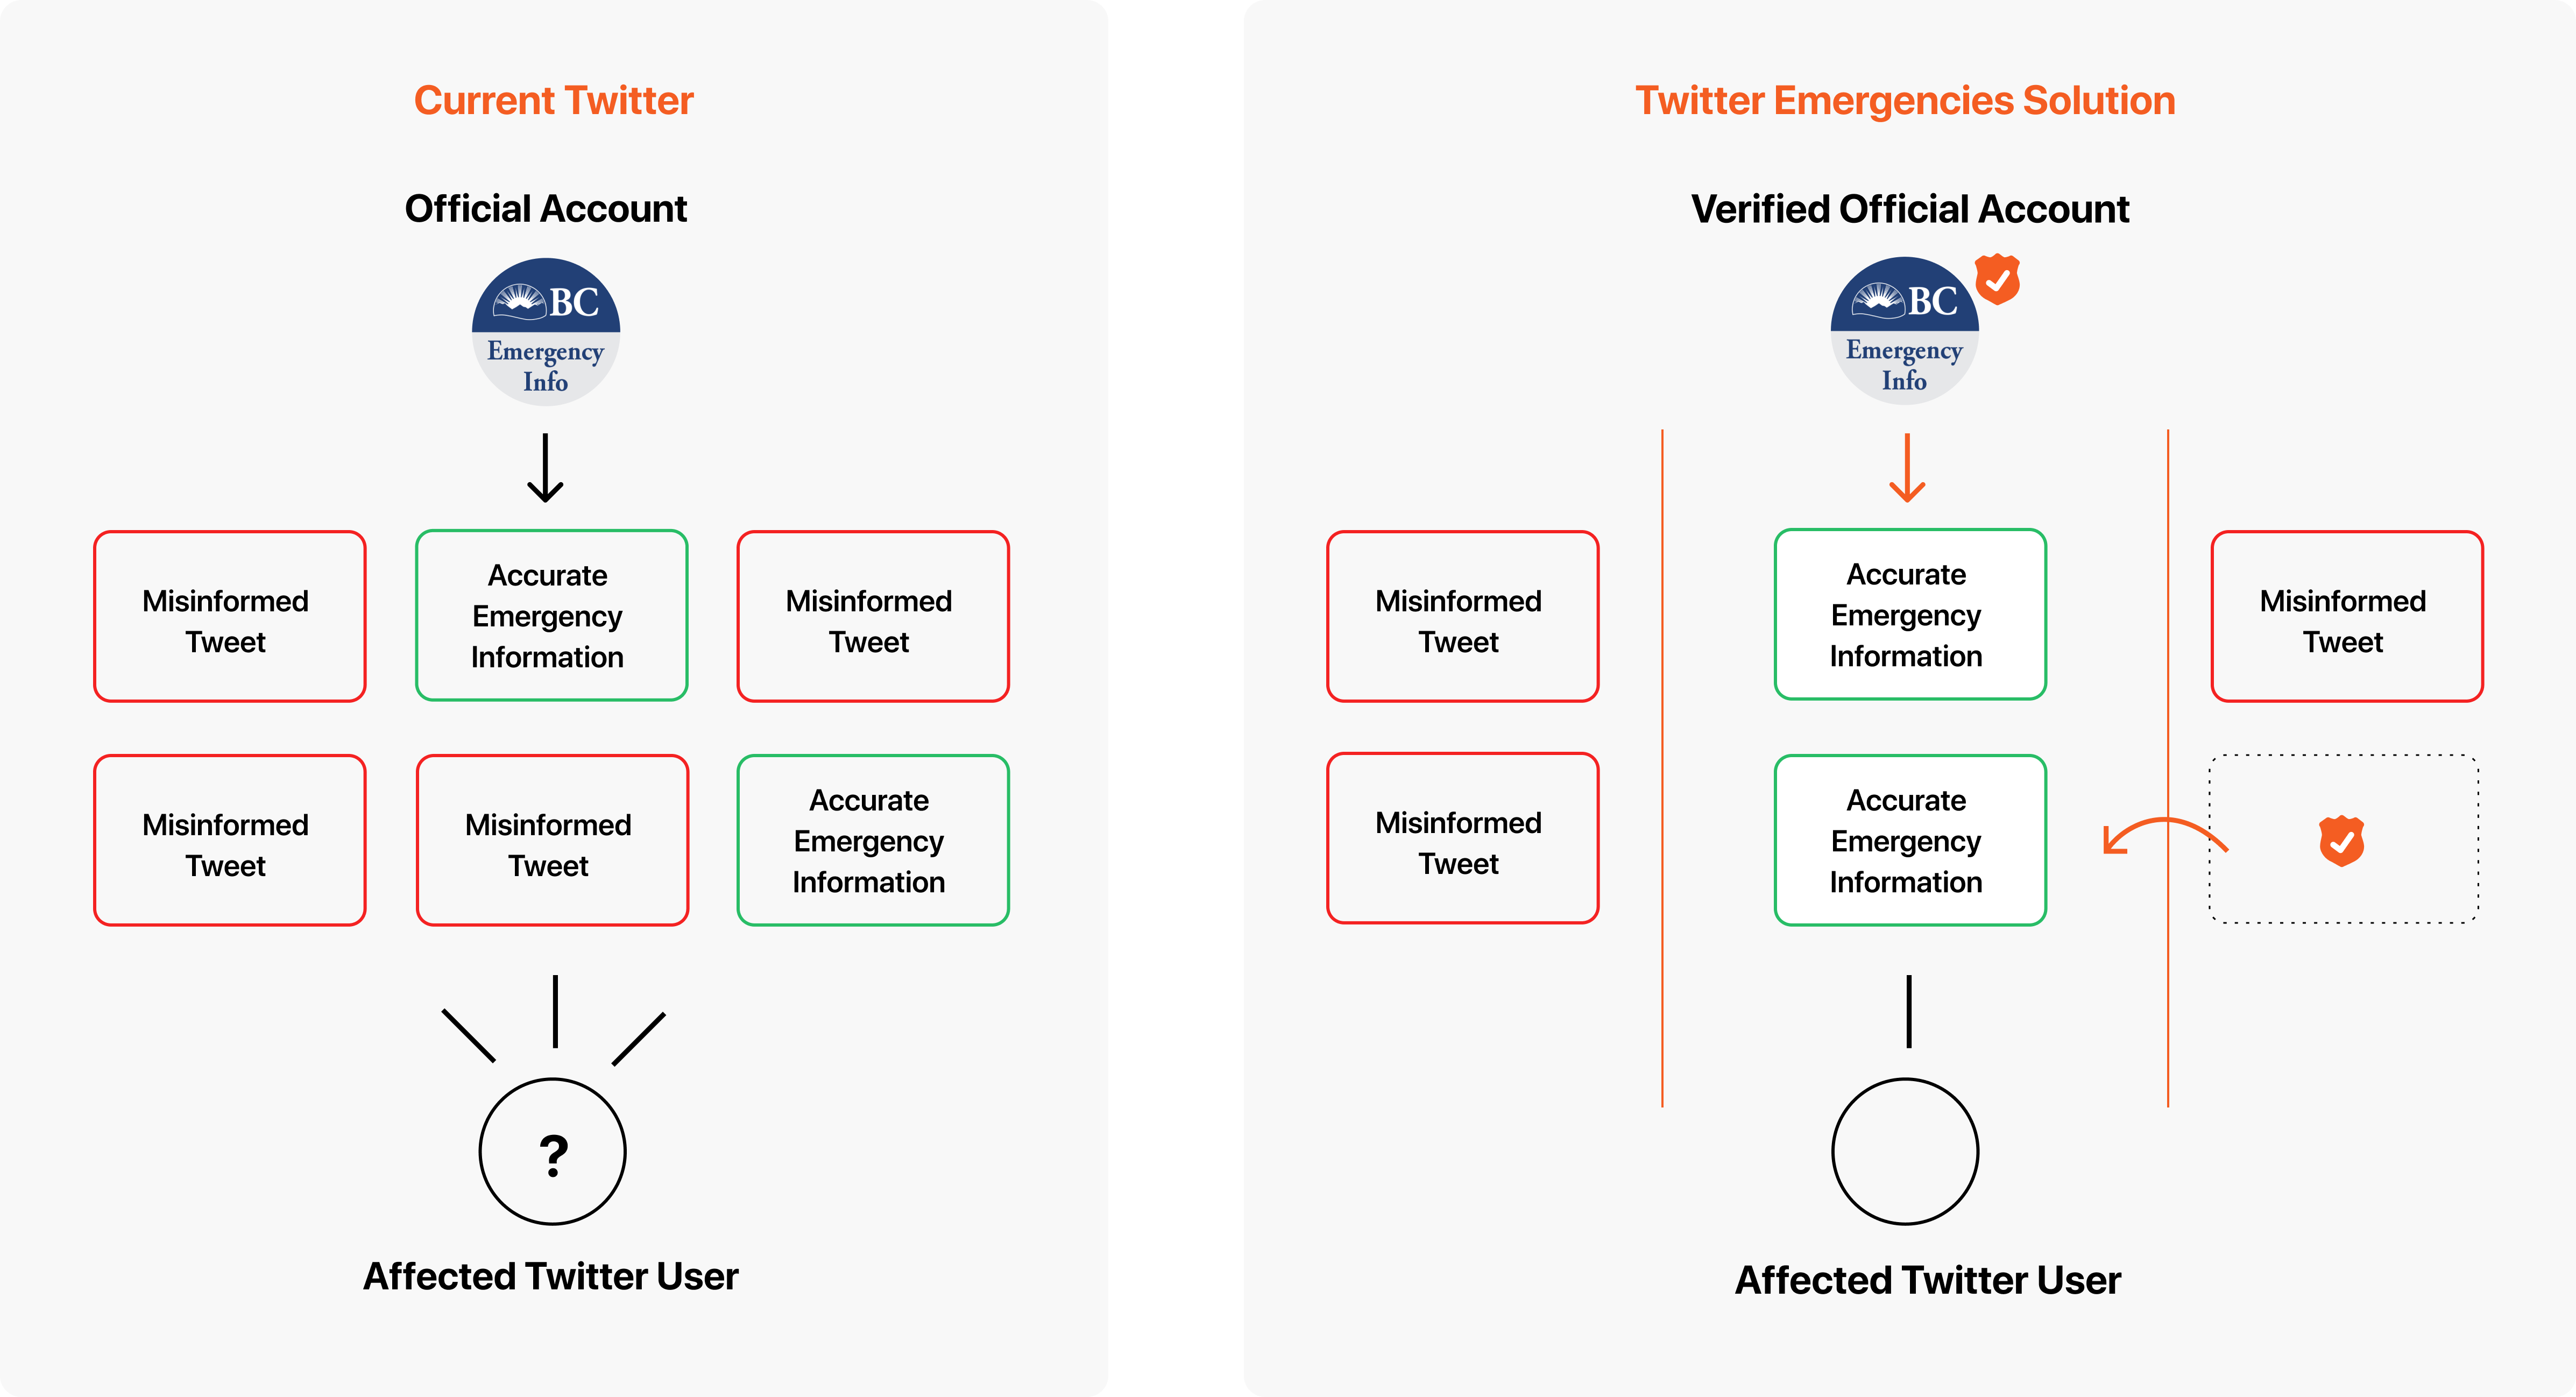 Current Twitter
Official Account
BC
Emergency
Info
Misinformed
Tweet
Accurate
Emergency
Information
Misinformed
Tweet
Misinformed
Tweet
Misinformed
Tweet
Accurate
Emergency
Information
?
Affected Twitter User
Twitter Emergencies Solution
Verified Official Account
BC
Emergency
Info
Misinformed
Tweet
Accurate
Emergency
Information
Misinformed
Tweet
Misinformed
Tweet
Accurate
Emergency
Information
Affected Twitter User